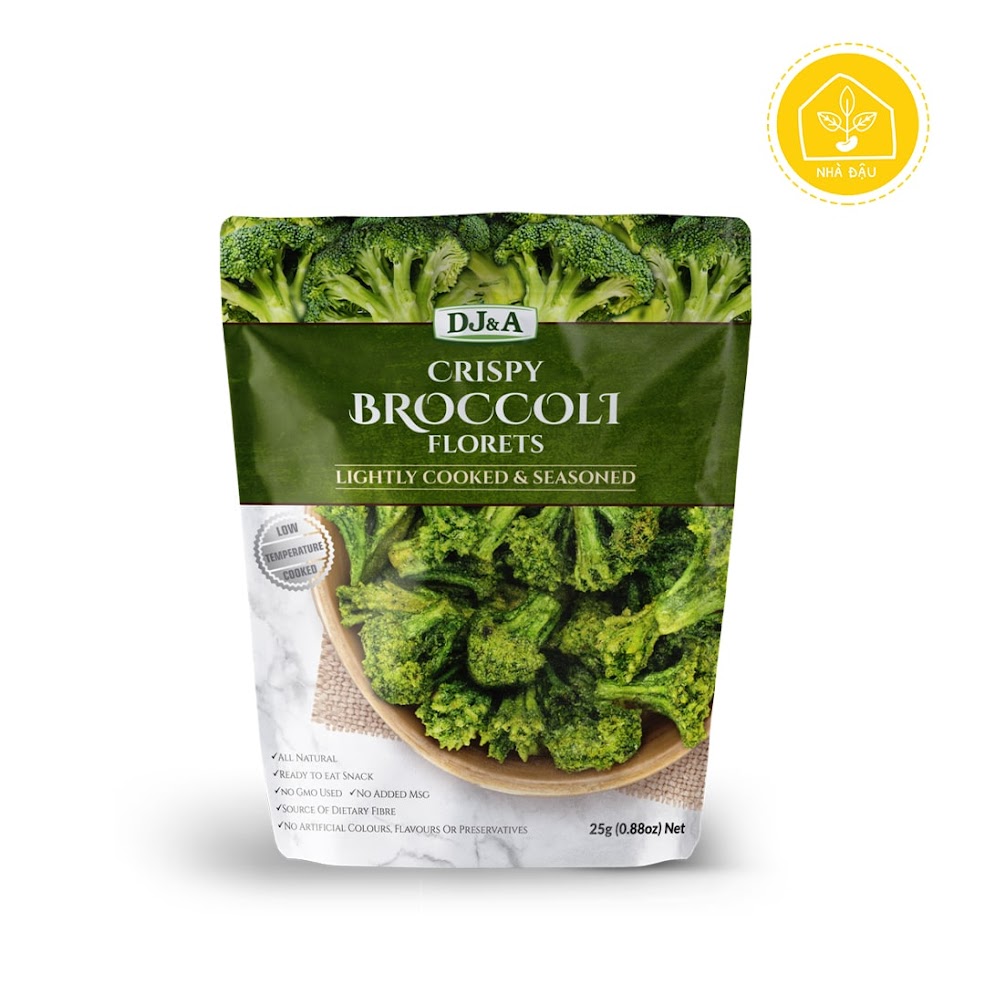 NHÀ ĐẬU
DJ&A
CRISPY
BROCCOLI
FLORETS
LIGHTLY COOKED & SEASONED
LOW
TEMPERATURE
COOKED
✓ALL NATURAL
✓READY TO EAT SNACK
✓NO GMO USED ✓NO ADDED MSG
✓SOURCE OF DIETARY FIBRE
✓NO ARTIFICIAL COLOURS, FLAVOURS OR PRESERVATIVES
25g (0.88oz) Net